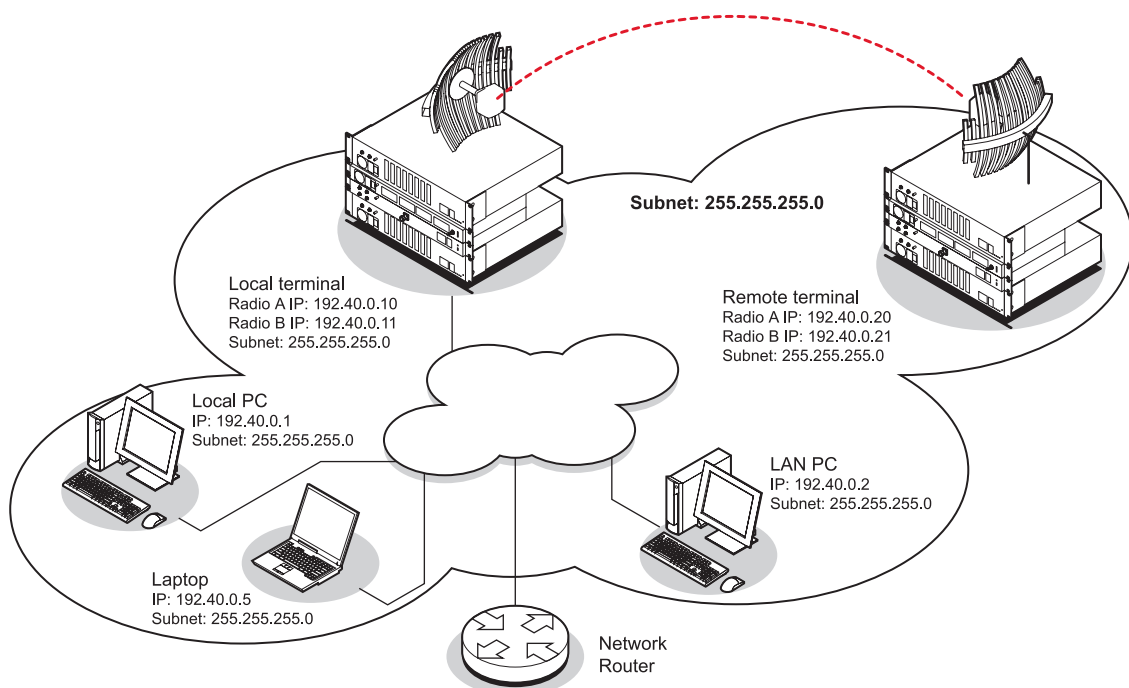 Subnet: 255.255.255.0
Local terminal
Radio A IP: 192.40.0.10
Radio B IP: 192.40.0.11
Subnet: 255.255.255.0
Remote terminal
Radio A IP: 192.40.0.20
Radio B IP: 192.40.0.21
Subnet: 255.255.255.0
Local PC
IP: 192.40.0.1
Subnet: 255.255.255.0
LAN PC
IP: 192.40.0.2
Subnet: 255.255.255.0
Laptop
IP: 192.40.0.5
Subnet: 255.255.255.0
Network
Router